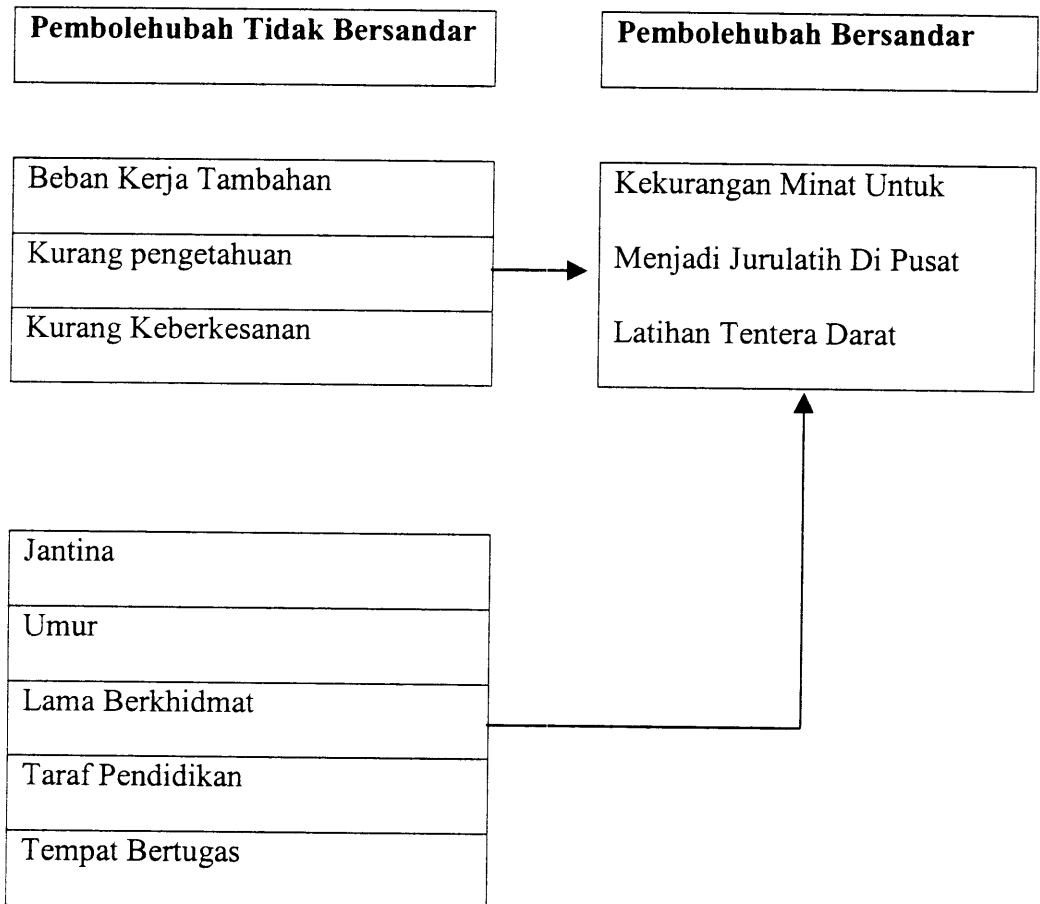 Pembolehubah Tidak Bersandar
Pembolehubah Bersandar
Beban Kerja Tambahan
Kurang pengetahuan
Kurang Keberkesanan
Kekurangan Minat Untuk
Menjadi Jurulatih Di Pusat
Latihan Tentera Darat
Jantina
Umur
Lama Berkhidmat
Taraf Pendidikan
Tempat Bertugas